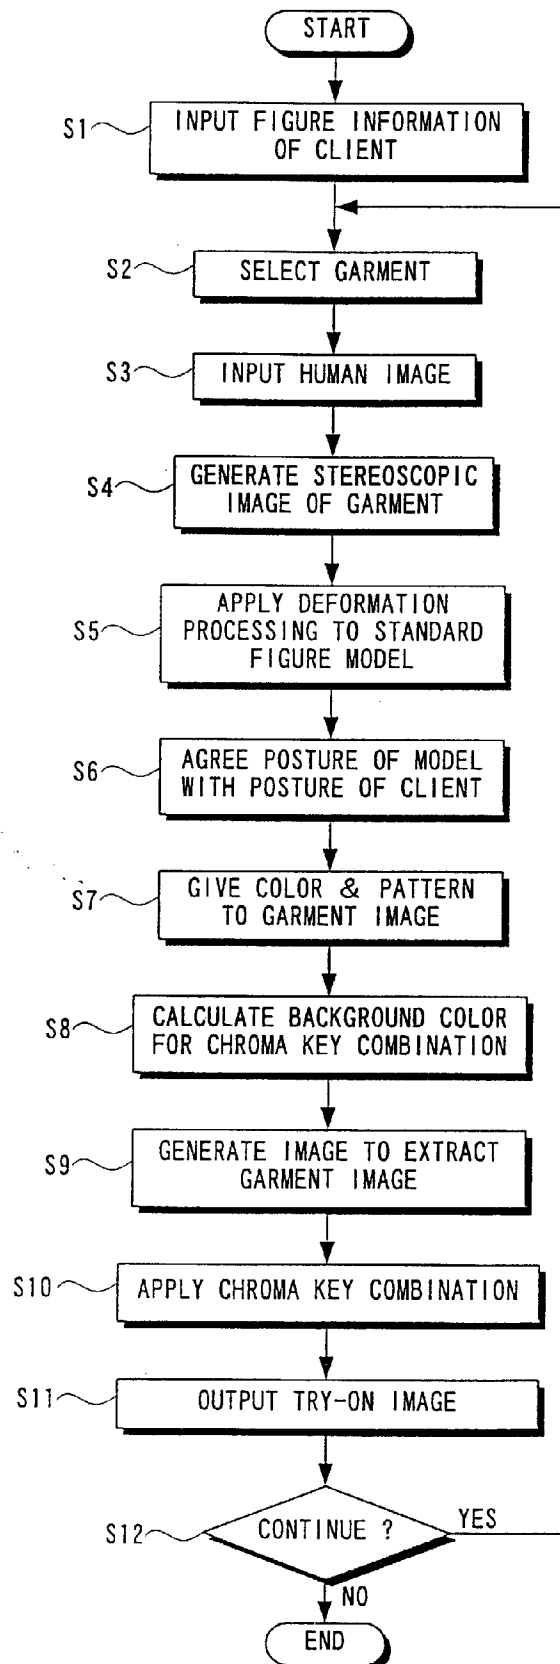 START
S1
INPUT FIGURE INFORMATION
OF CLIENT
S2
SELECT GARMENT
S3
INPUT HUMAN IMAGE
S4
GENERATE STEREOSCOPIC
IMAGE OF GARMENT
S5
APPLY DEFORMATION
PROCESSING TO STANDARD
FIGURE MODEL
S6
AGREE POSTURE OF MODEL
WITH POSTURE OF CLIENT
S7
GIVE COLOR & PATTERN
TO GARMENT IMAGE
S8
CALCULATE BACKGROUND COLOR
FOR CHROMA KEY COMBINATION
S9
GENERATE IMAGE TO EXTRACT
GARMENT IMAGE
S10
APPLY CHROMA KEY COMBINATION
S11
OUTPUT TRY-ON IMAGE
S12
CONTINUE ?
YES
NO
END